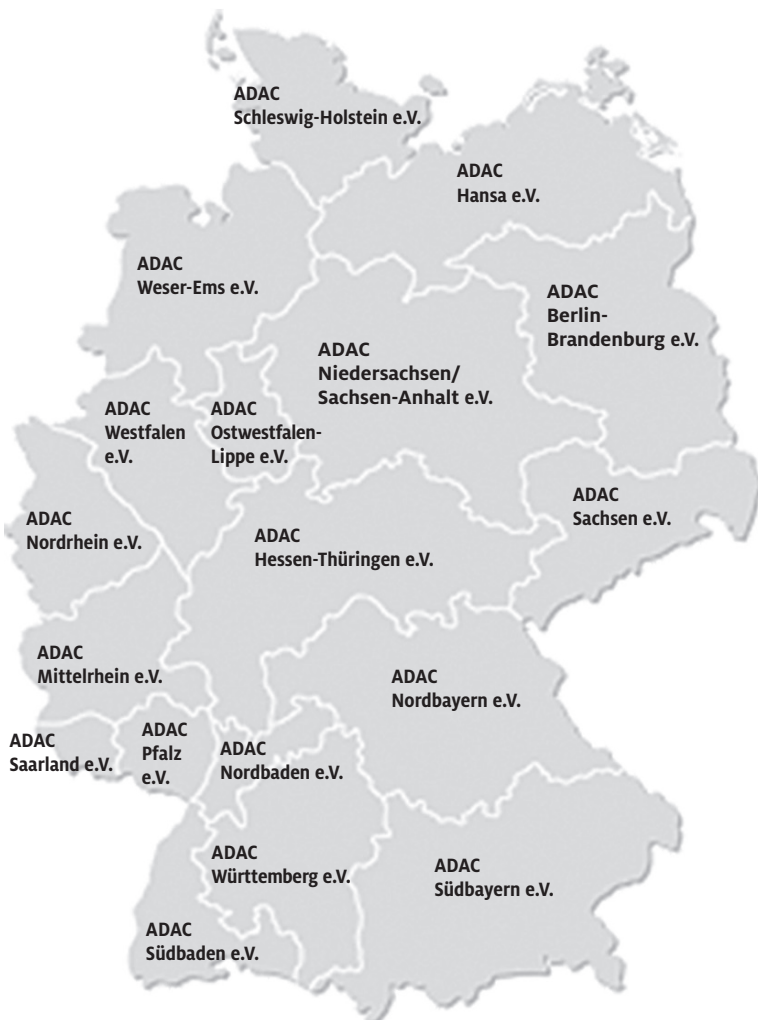 ADAC
Schleswig-Holstein e.V.
ADAC
Hansa e.V.
ADAC
Weser-Ems e.V.
ADAC
Berlin-
Brandenburg e.V.
ADAC
Niedersachsen/
Sachsen-Anhalt e.V.
ADAC
Westfalen
e.V.
ADAC
Ostwestfalen-
Lippe e.V.
ADAC
Sachsen e.V.
ADAC
Nordrhein e.V.
ADAC
Hessen-Thüringen e.V.
ADAC
Mittelrhein e.V.
ADAC
Nordbayern e.V.
ADAC
Saarland e.V.
ADAC
Pfalz
e.V.
ADAC
Nordbaden e.V.
ADAC
Württemberg e.V.
ADAC
Südbayern e.V.
ADAC
Südbaden e.V.